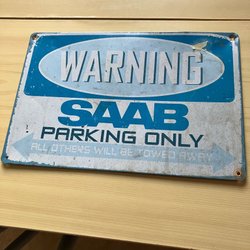 WARNING
SAAB
PARKING ONLY
ALL OTHERS WILL BE TOWED AWAY